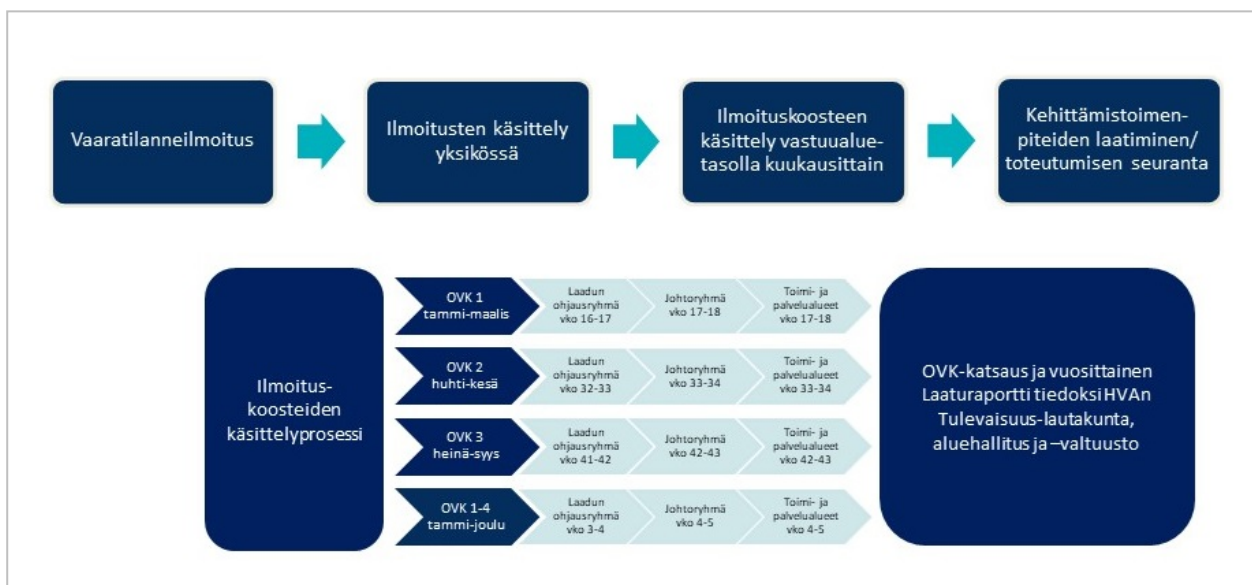 Vaaratilanneilmoitus
Ilmoitusten käsittely
yksikössä
Ilmoituskoosteen
käsittely vastuualue-
tasolla kuukausittain
Kehittämistoimen-
piteiden laatiminen/
toteutumisen seuranta
Ilmoitus-
koosteiden
käsittelyprosessi
OVK 1
tammi-maalis
Laadun
ohjausryhmä
vko 16-17
Johtoryhmä
vko 17-18
Toimi- ja
palvelualueet
vko 17-18
OVK 2
huhti-kesä
Laadun
ohjausryhmä
vko 32-33
Johtoryhmä
vko 33-34
Toimi- ja
palvelualueet
vko 33-34
OVK 3
heinä-syys
Laadun
ohjausryhmä
vko 41-42
Johtoryhmä
vko 42-43
Toimi- ja
palvelualueet
vko 42-43
OVK 1-4
tammi-joulu
Laadun
ohjausryhmä
vko 3-4
Johtoryhmä
vko 4-5
Toimi- ja
palvelualueet
vko 4-5
OVK-katsaus ja vuosittainen
Laaturaportti tiedoksi HVAn
Tulevaisuus-lautakunta,
aluehallitus ja –valtuusto